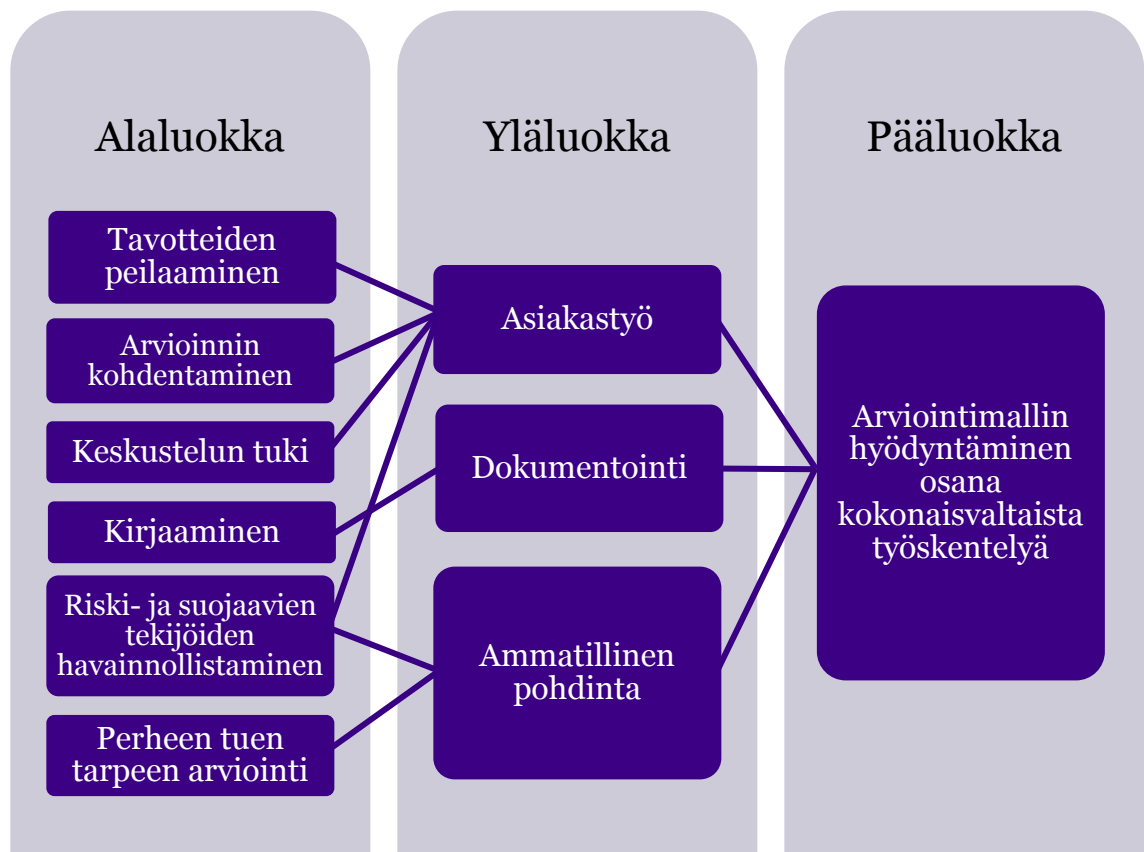 Alaluokka
Tavotteiden
peilaaminen
Arvioinnin
kohdentaminen
Keskustelun tuki
Kirjaaminen
Riski- ja suojaavien
tekijöiden
havainnollistaminen
Perheen tuen
tarpeen arviointi
Yläluokka
Asiakastyö
Dokumentointi
Ammatillinen
pohdinta
Pääluokka
Arviointimallin
hyödyntäminen
osana
kokonaisvaltaista
työskentelyä